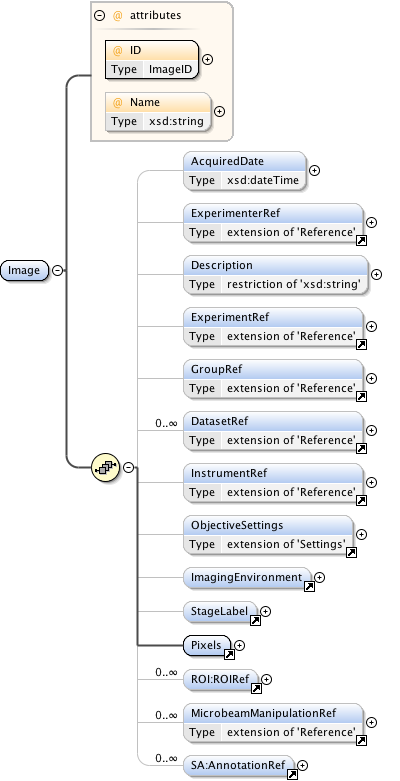 @ attributes
@ ID
Type ImageID
@ Name
Type xsd:string
AcquiredDate
Type xsd:dateTime
ExperimenterRef
Type extension of 'Reference'
Image
Description
Type restriction of 'xsd:string'
ExperimentRef
Type extension of 'Reference'
GroupRef
Type extension of 'Reference'
0..∞ DatasetRef
Type extension of 'Reference'
InstrumentRef
Type extension of 'Reference'
ObjectiveSettings
Type extension of 'Settings'
ImagingEnvironment
StageLabel
Pixels
0..∞ ROI:ROIRef
0..∞ MicrobeamManipulationRef
Type extension of 'Reference'
0..∞ SA:AnnotationRef